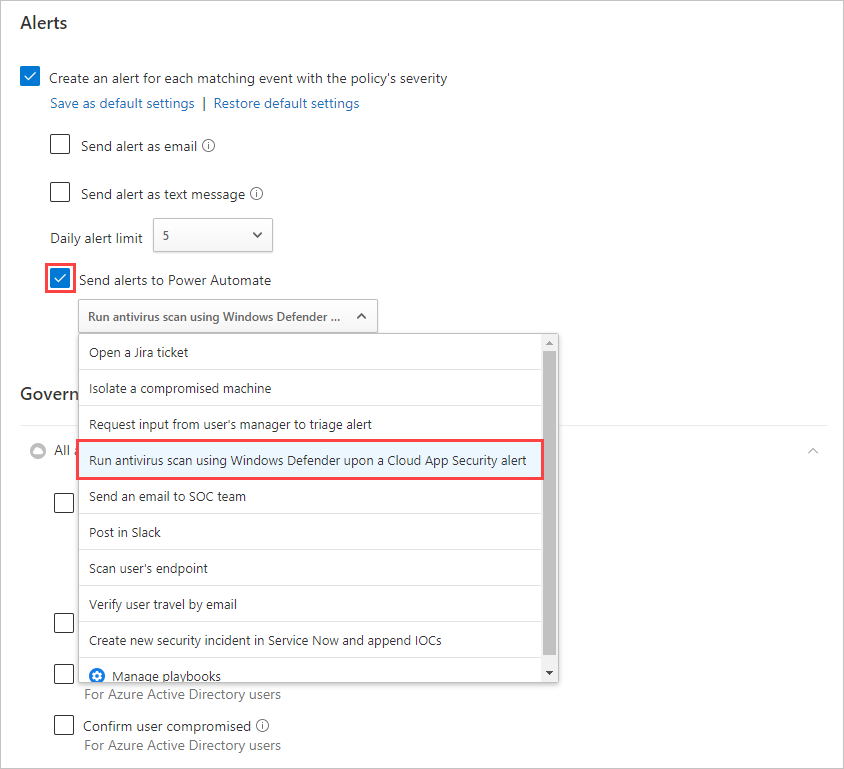 Alerts
Create an alert for each matching event with the policy's severity
Save as default settings | Restore default settings
Send alert as email
Send alert as text message
Daily alert limit 5
Send alerts to Power Automate
Run antivirus scan using Windows Defender ...
Open a Jira ticket
Isolate a compromised machine
Govern
Request input from user's manager to triage alert
All
Run antivirus scan using Windows Defender upon a Cloud App Security alert
Send an email to SOC team
Post in Slack
Scan user's endpoint
Verify user travel by email
Create new security incident in Service Now and append IOCs
Manage playbooks
For Azure Active Directory users
Confirm user compromised
For Azure Active Directory users